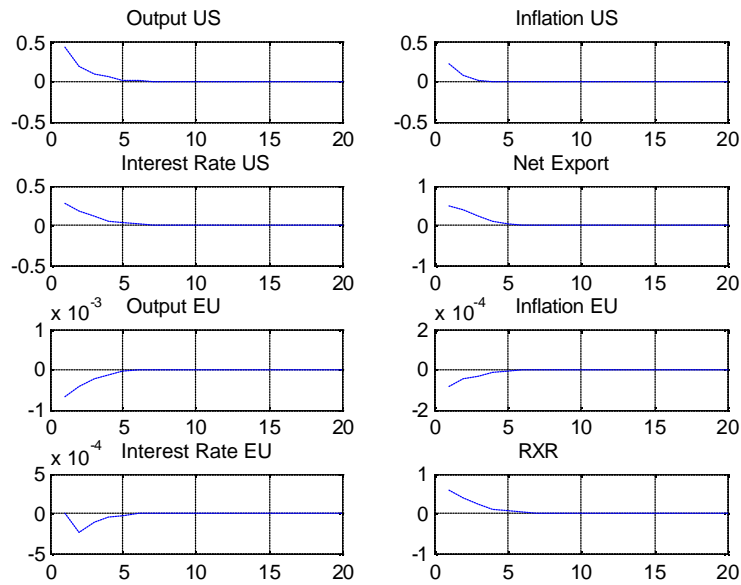 Output US
0.5
0
-0.5
0 5 10 15 20
Inflation US
0.5
0
-0.5
0 5 10 15 20
Interest Rate US
0.5
0
-0.5
0 5 10 15 20
Net Export
1
0
-1
0 5 10 15 20
x 10^-3 Output EU
1
0
-1
0 5 10 15 20
x 10^-4 Inflation EU
2
0
-2
0 5 10 15 20
x 10^-4 Interest Rate EU
5
0
-5
0 5 10 15 20
RXR
1
0
-1
0 5 10 15 20